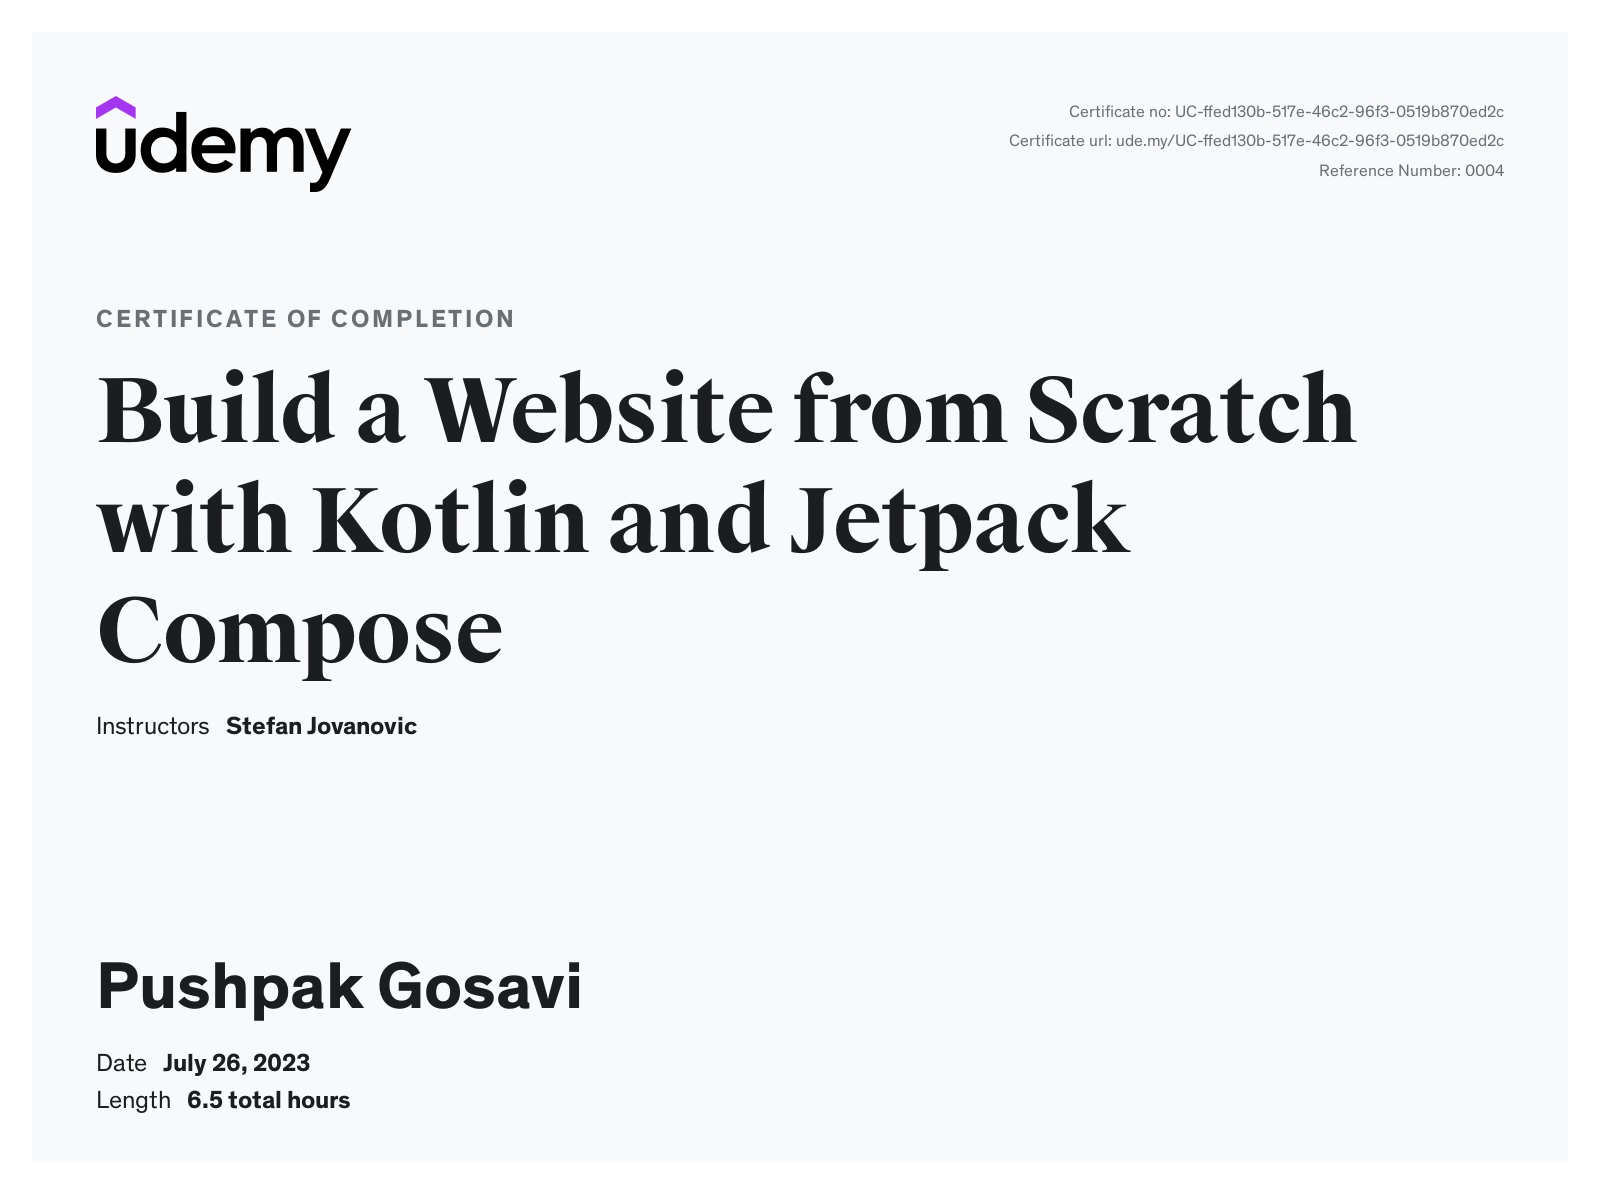 udemy
Certificate no: UC-ffed130b-517e-46c2-96f3-0519b870ed2c
Certificate url: ude.my/UC-ffed130b-517e-46c2-96f3-0519b870ed2c
Reference Number: 0004
CERTIFICATE OF COMPLETION
Build a Website from Scratch
with Kotlin and Jetpack
Compose
Instructors Stefan Jovanovic
Pushpak Gosavi
Date July 26, 2023
Length 6.5 total hours